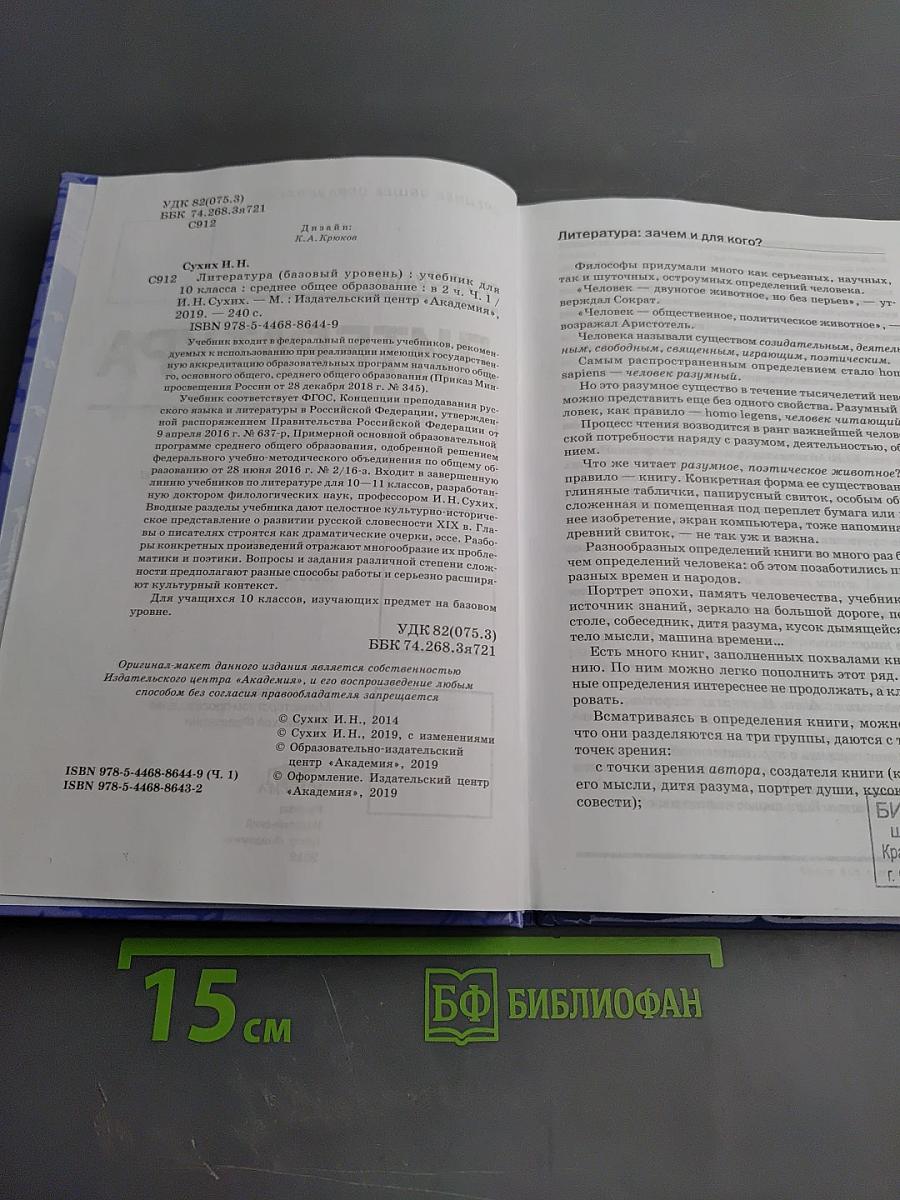 УДК 82(075.3)
ББК 74.268.3я721
С912
Дизайн:
К.А.Крюков
Сухих И.Н.
С912 Литература (базовый уровень) : учебник для
10 класса : среднее общее образование : в 2 ч. Ч. 1 /
И.Н.Сухих. — М. : Издательский центр «Академия»,
2019. — 240 с.
ISBN 978-5-4468-8644-9
Учебник входит в федеральный перечень учебников, рекомен-
дуемых к использованию при реализации имеющих государствен-
ную аккредитацию образовательных программ начального обще-
го, основного общего, среднего общего образования (Приказ Мин-
просвещения России от 28 декабря 2018 г. № 345).
Учебник соответствует ФГОС, Концепции преподавания рус-
ского языка и литературы в Российской Федерации, утвержден-
ной распоряжением Правительства Российской Федерации от
9 апреля 2016 г. № 637-р, Примерной основной образовательной
программе среднего общего образования, одобренной решением
федерального учебно-методического объединения по общему об-
разованию от 28 июня 2016 г. № 2/16-з. Входит в завершенную
линию учебников по литературе для 10—11 классов, разработан-
ную доктором филологических наук, профессором И.Н.Сухих.
Вводные разделы учебника дают целостное культурно-историче-
ское представление о развитии русской словесности XIX в. Гла-
вы о писателях строятся как драматические очерки, эссе. Разбо-
ры конкретных произведений отражают многообразие их пробле-
матики и поэтики. Вопросы и задания различной степени слож-
ности предполагают разные способы работы и серьезно расширя-
ют культурный контекст.
Для учащихся 10 классов, изучающих предмет на базовом
уровне.
УДК 82(075.3)
ББК 74.268.3я721
Оригинал-макет данного издания является собственностью
Издательского центра «Академия», и его воспроизведение любым
способом без согласия правообладателя запрещается
© Сухих И.Н., 2014
© Сухих И.Н., 2019, с изменениями
© Образовательно-издательский
центр «Академия», 2019
ISBN 978-5-4468-8644-9 (Ч. 1) © Оформление. Издательский центр
ISBN 978-5-4468-8643-2 «Академия», 2019
Литература: зачем и для кого?
Философы придумали много как серьезных, научных,
так и шуточных, остроумных определений человека.
«Человек — двуногое животное, но без перьев», — ут-
верждал Сократ.
«Человек — общественное, политическое животное», —
возражал Аристотель.
Человека называли существом созидательным, деятель
ным, свободным, священным, играющим, поэтическим.
Самым распространенным определением стало hom
sapiens — человек разумный.
Но это разумное существо в течение тысячелетий нев
можно представить еще без одного свойства. Разумный
ловек, как правило — homo legens, человек читающий
Процесс чтения возводится в ранг важнейшей челов
ской потребности наряду с разумом, деятельностью, об
нием.
Что же читает разумное, поэтическое животное?
правило — книгу. Конкретная форма ее существован
глиняные таблички, папирусный свиток, особым об
сложенная и помещенная под переплет бумага или
нее изобретение, экран компьютера, тоже напомина
древний свиток, — не так уж и важна.
Разнообразных определений книги во много раз б
чем определений человека: об этом позаботились п
разных времен и народов.
Портрет эпохи, память человечества, учебник
источник знаний, зеркало на большой дороге, пе
столе, собеседник, дитя разума, кусок дымящейся
тело мысли, машина времени...
Есть много книг, заполненных похвалами кн
нию. По ним можно легко пополнить этот ряд.
ные определения интереснее не продолжать, а кл
ровать.
Всматриваясь в определения книги, можн
что они разделяются на три группы, даются с т
точек зрения:
с точки зрения автора, создателя книги (к
его мысли, дитя разума, портрет души, кусок
совести);
БИ
Кра
г.
15 см
БФ БИБЛИОФАН